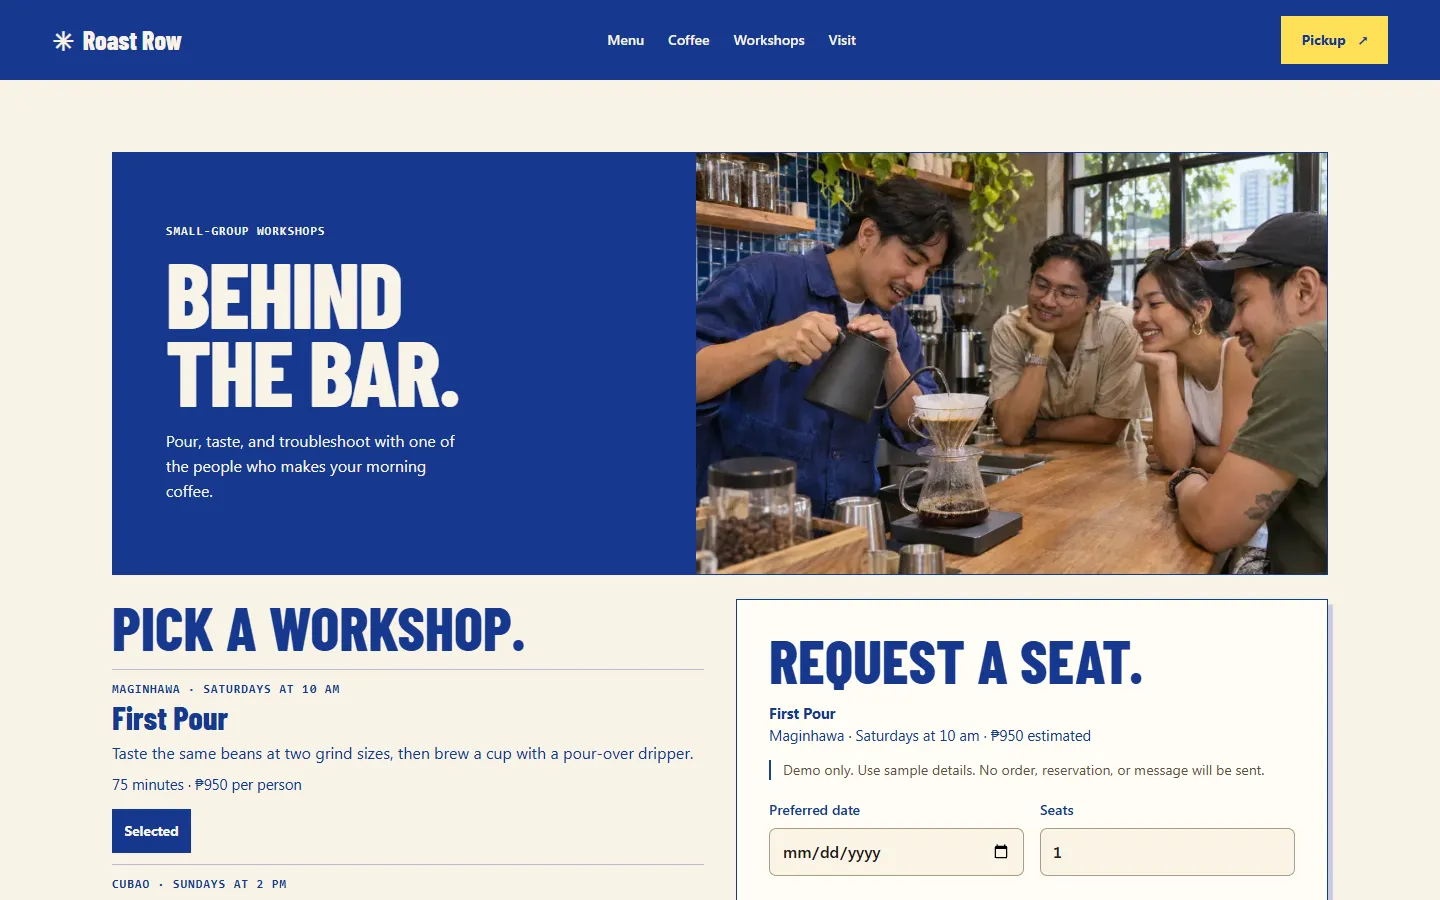 Roast Row
Menu
Coffee
Workshops
Visit
Pickup ↗
SMALL-GROUP WORKSHOPS
BEHIND
THE BAR.
Pour, taste, and troubleshoot with one of
the people who makes your morning
coffee.
PICK A WORKSHOP.
MAGINHAWA · SATURDAYS AT 10 AM
First Pour
Taste the same beans at two grind sizes, then brew a cup with a pour-over dripper.
75 minutes · ₱950 per person
Selected
CUBAO · SUNDAYS AT 2 PM
REQUEST A SEAT.
First Pour
Maginhawa · Saturdays at 10 am · ₱950 estimated
Demo only. Use sample details. No order, reservation, or message will be sent.
Preferred date
Seats
mm/dd/yyyy
1